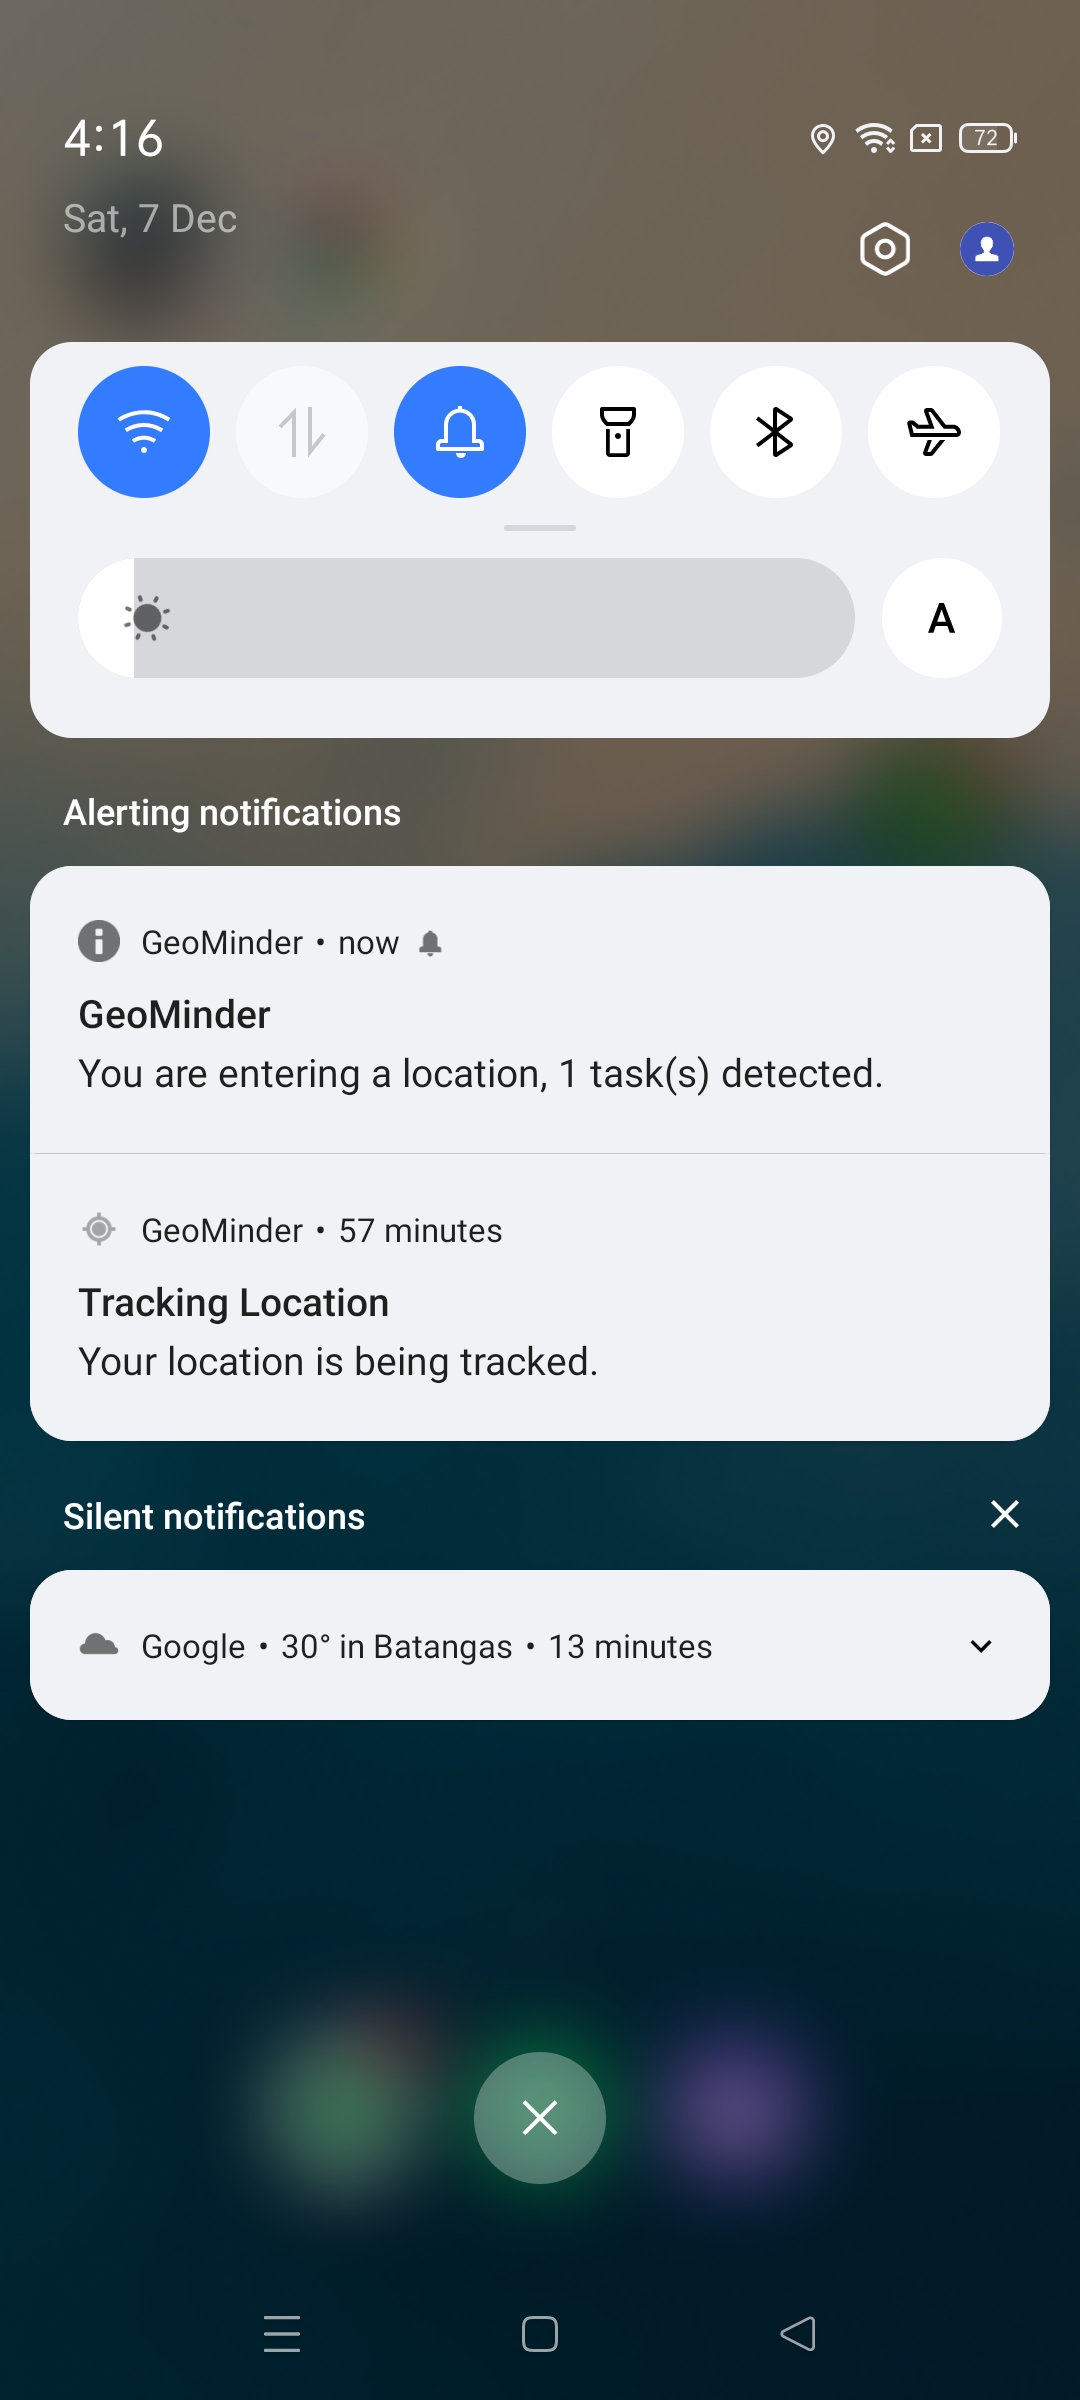 4:16
72
Sat, 7 Dec
A
Alerting notifications
GeoMinder • now
GeoMinder
You are entering a location, 1 task(s) detected.
GeoMinder • 57 minutes
Tracking Location
Your location is being tracked.
Silent notifications
Google • 30° in Batangas • 13 minutes